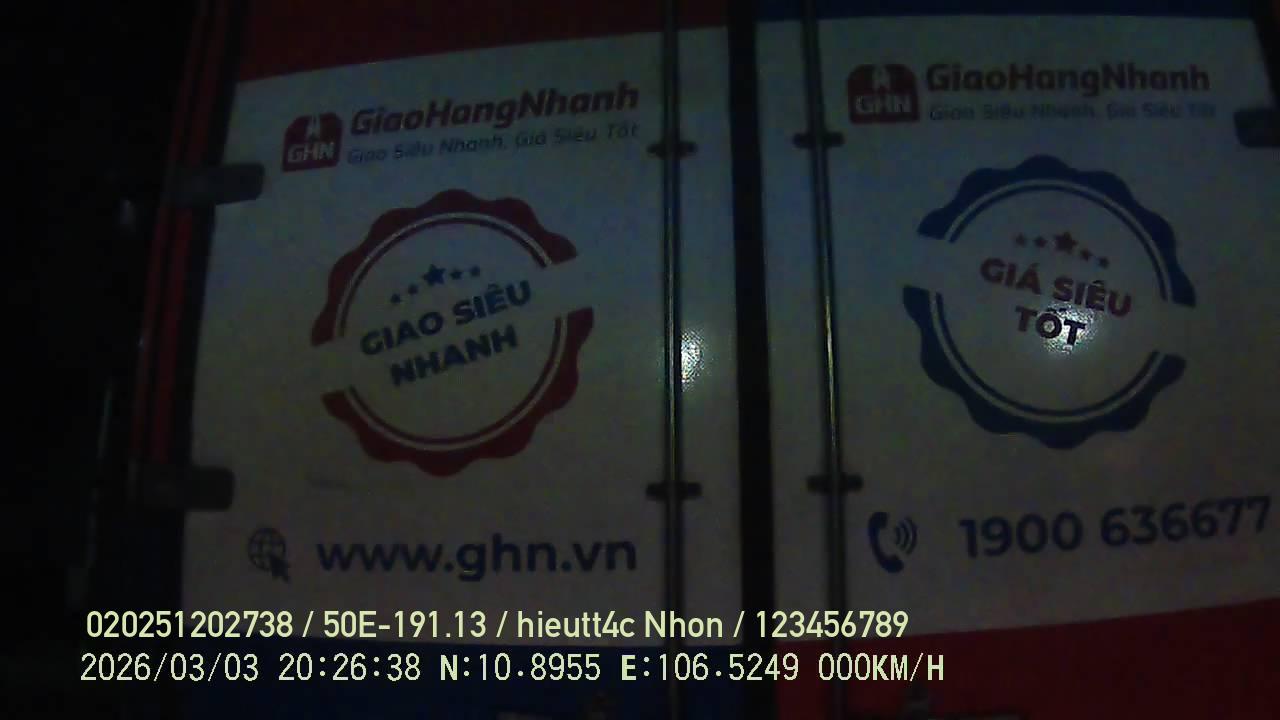 GHN
GiaoHangNhanh
Giao Siêu Nhanh, Giá Siêu Tốt
GIAO SIÊU
NHANH
www.ghn.vn
GHN
GiaoHangNhanh
Giao Siêu Nhanh, Giá Siêu Tốt
GIÁ SIÊU
TỐT
1900 636677
020251202738 / 50E-191.13 / hieutt4c Nhon / 123456789
2026/03/03 20:26:38 N:10.8955 E:106.5249 000KM/H